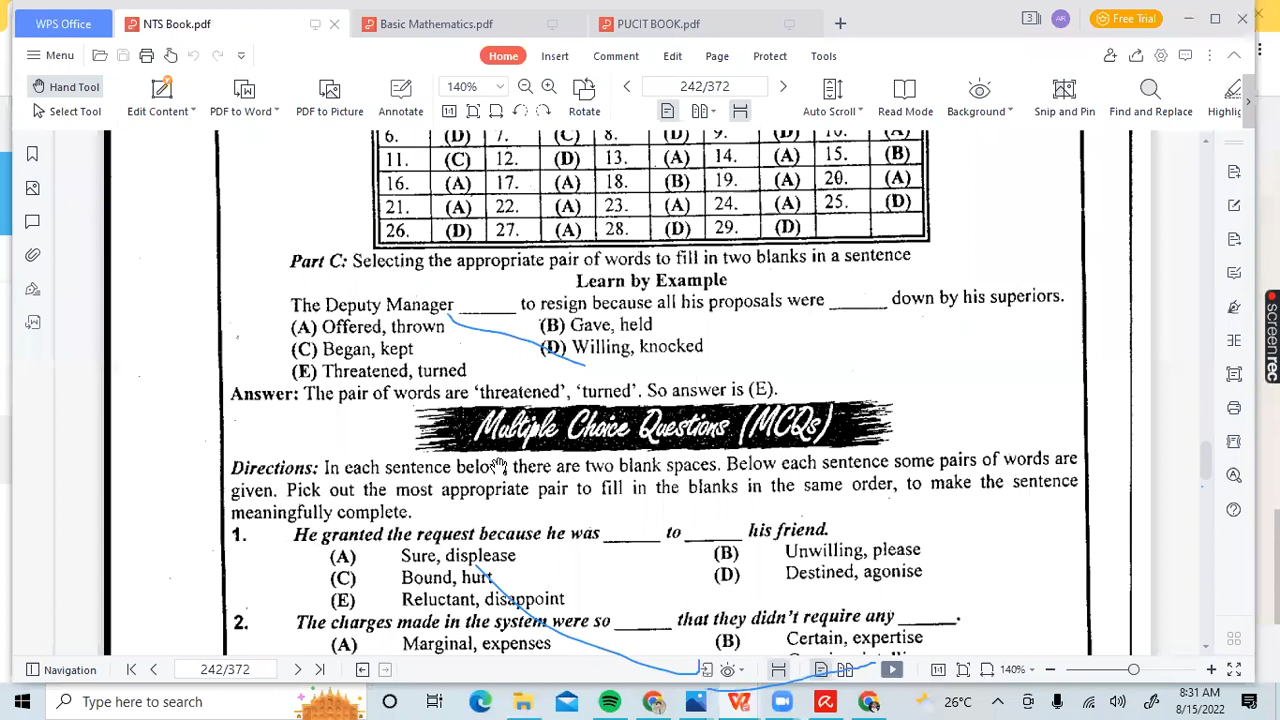 WPS Office NTS Book.pdf Basic Mathematics.pdf PUCIT BOOK.pdf 3 AR Free Trial
Menu Home Insert Comment Edit Page Protect Tools
Hand Tool 140% 242/372
Select Tool Edit Content PDF to Word PDF to Picture Annotate Rotate Auto Scroll Read Mode Background Snip and Pin Find and Replace Highlig
6. (D) 7. (C) 8. (D) 9. (D) 10. (A)
11. (C) 12. (D) 13. (A) 14. (A) 15. (B)
16. (A) 17. (A) 18. (B) 19. (A) 20. (A)
21. (A) 22. (A) 23. (A) 24. (A) 25. (D)
26. (D) 27. (A) 28. (D) 29. (D)
Part C: Selecting the appropriate pair of words to fill in two blanks in a sentence
Learn by Example
The Deputy Manager ______ to resign because all his proposals were ______ down by his superiors.
(A) Offered, thrown (B) Gave, held
(C) Began, kept (D) Willing, knocked
(E) Threatened, turned
Answer: The pair of words are ‘threatened’, ‘turned’. So answer is (E).
Multiple Choice Questions (MCQs)
Directions: In each sentence below there are two blank spaces. Below each sentence some pairs of words are
given. Pick out the most appropriate pair to fill in the blanks in the same order, to make the sentence
meaningfully complete.
1. He granted the request because he was ______ to ______ his friend.
(A) Sure, displease (B) Unwilling, please
(C) Bound, hurt (D) Destined, agonise
(E) Reluctant, disappoint
2. The charges made in the system were so ______ that they didn't require any ______.
(A) Marginal, expenses (B) Certain, expertise
Navigation 242/372 140%
Type here to search 26°C 8:31 AM
8/15/2022
screenrec